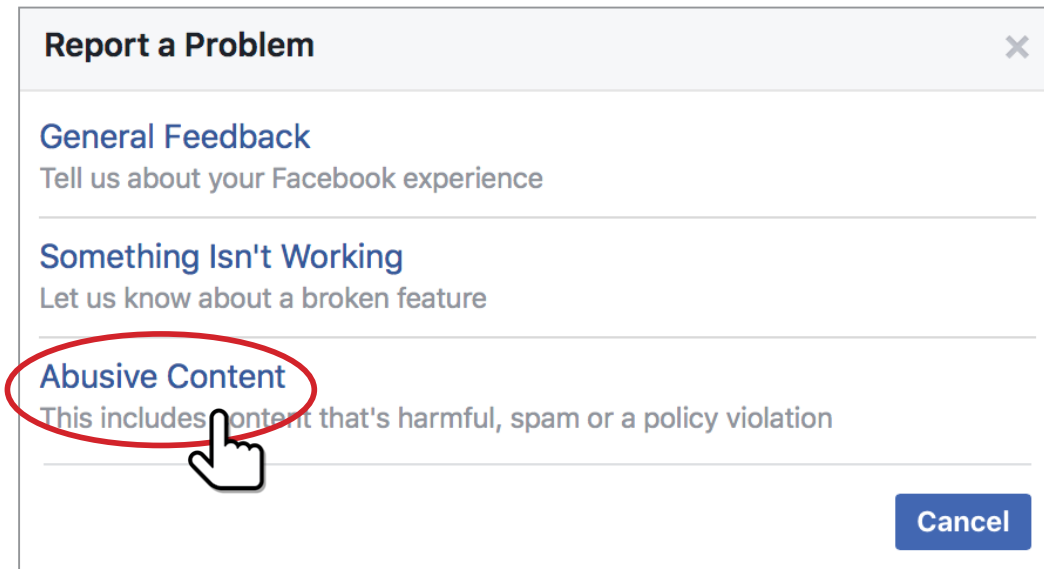 Report a Problem
General Feedback
Tell us about your Facebook experience
Something Isn't Working
Let us know about a broken feature
Abusive Content
This includes content that's harmful, spam or a policy violation
Cancel